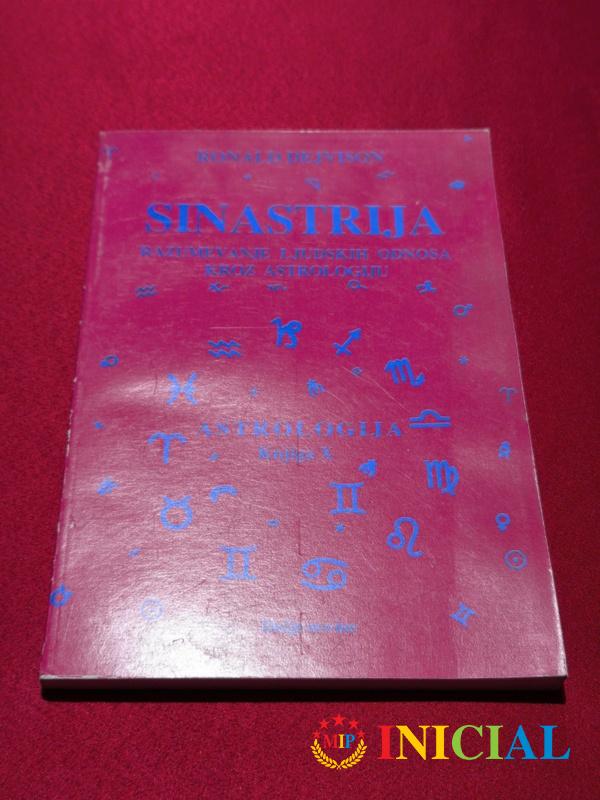 RONALD DEJVISON
SINASTRIJA
RAZUMEVANJE LJUDSKIH ODNOSA
KROZ ASTROLOGIJU
ASTROLOGIJA
Knjiga X
MIP INICIAL